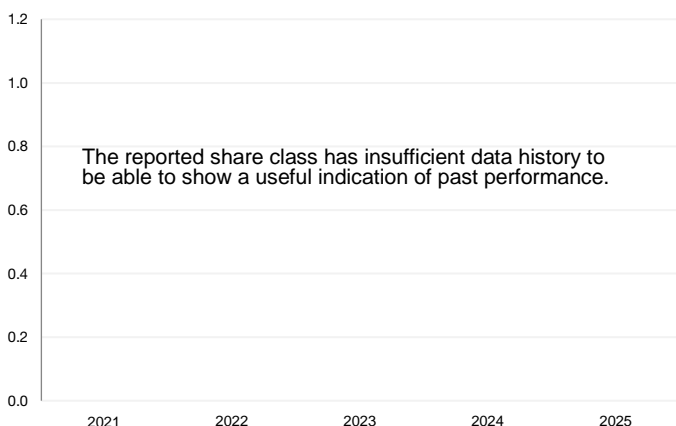 1.2
1.0
0.8
The reported share class has insufficient data history to
be able to show a useful indication of past performance.
0.6
0.4
0.2
0.0
2021 2022 2023 2024 2025